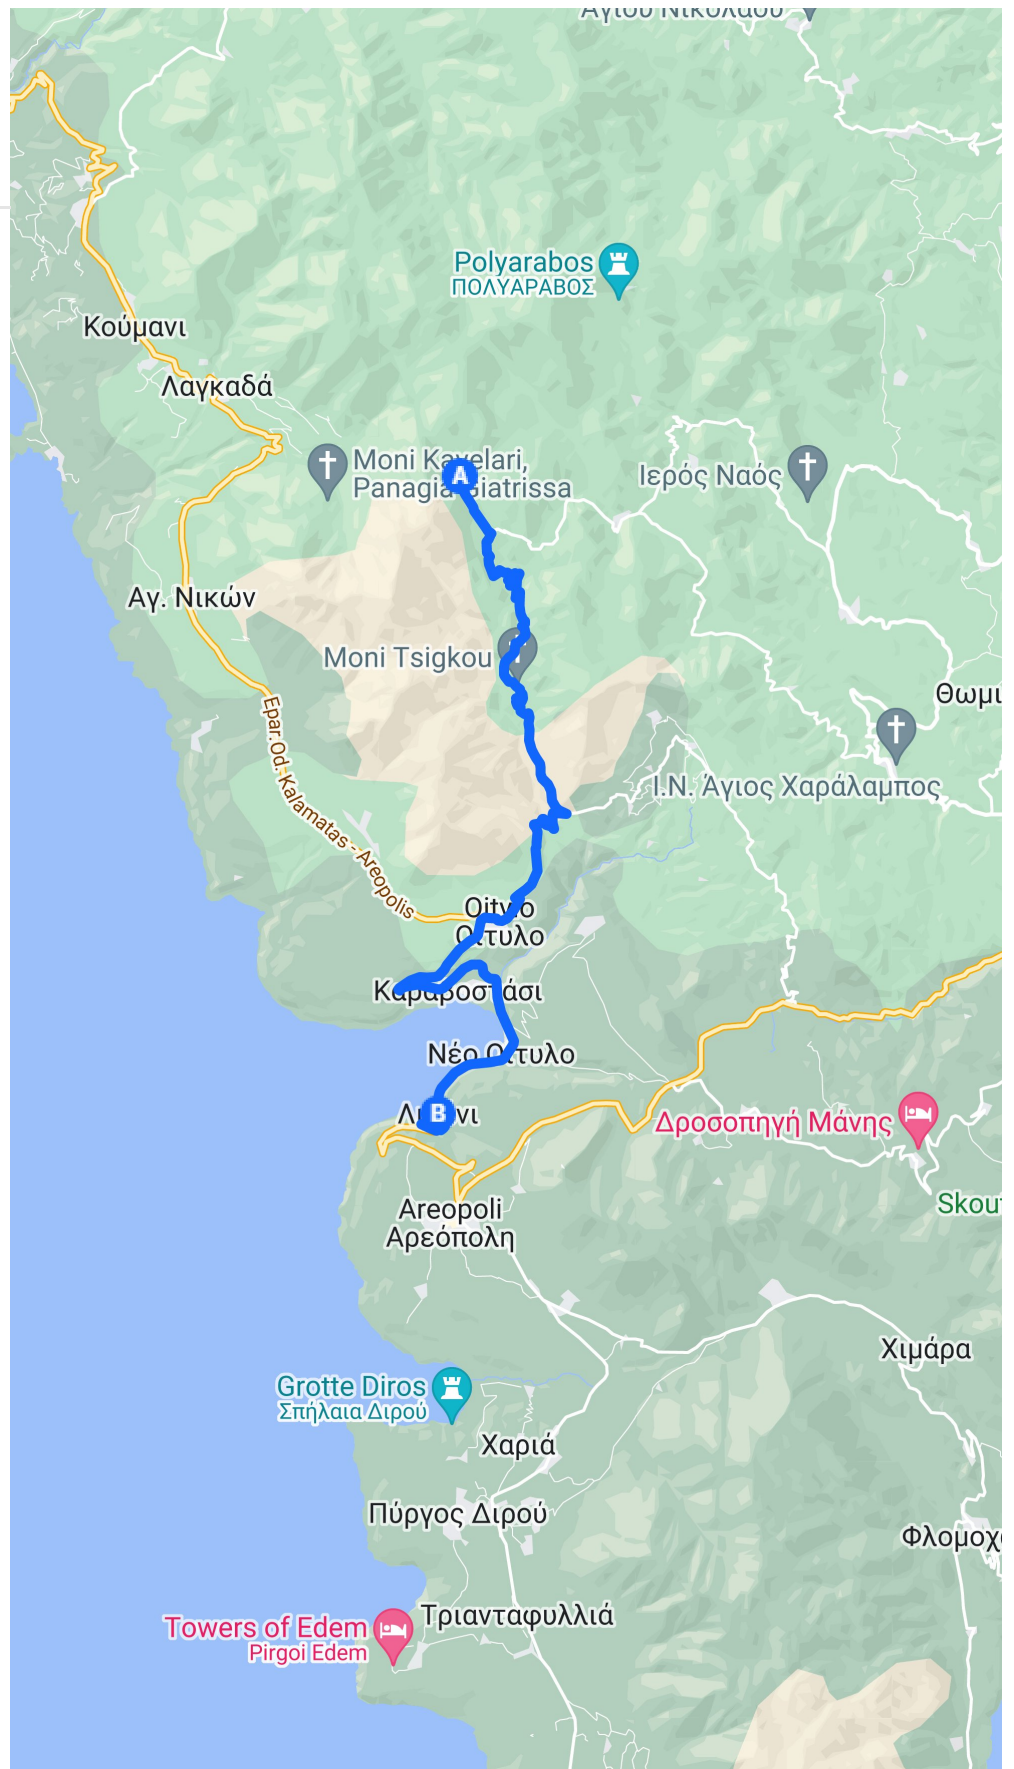 Αγίου Νικολάου
Polyarabos
ΠΟΛΥΑΡΑΒΟΣ
Κούμανι
Λαγκαδά
Moni Kavelari,
Panagia Giatrissa
A
Ιερός Ναός
Αγ. Νικών
Moni Tsigkou
Epar.Od. Kalamatas - Areopolis
Ι.Ν. Άγιος Χαράλαμπος
Oitylo
Οίτυλο
Καραβοστάσι
Νέο Οίτυλο
B
Δροσοπηγή Μάνης
Areopoli
Αρεόπολη
Χιμάρα
Grotte Diros
Σπήλαια Διρού
Χαριά
Πύργος Διρού
Τριανταφυλλιά
Towers of Edem
Pirgoi Edem